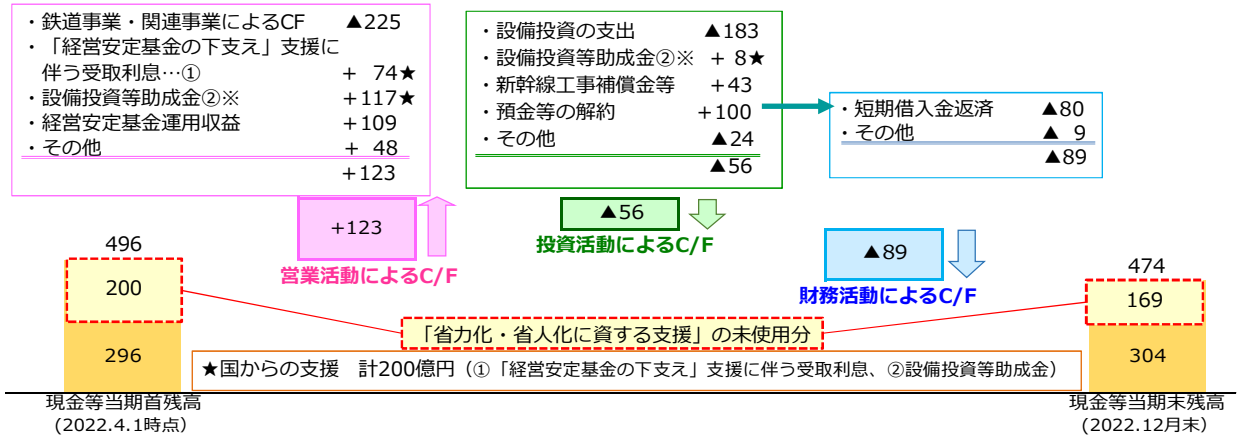 ・鉄道事業・関連事業によるCF ▲225
・「経営安定基金の下支え」支援に
伴う受取利息…① + 74★
・設備投資等助成金②※ +117★
・経営安定基金運用収益 +109
・その他 + 48
+123
・設備投資の支出 ▲183
・設備投資等助成金②※ + 8★
・新幹線工事補償金等 +43
・預金等の解約 +100
・その他 ▲24
▲56
・短期借入金返済 ▲80
・その他 ▲ 9
▲89
+123
営業活動によるC/F
▲56
投資活動によるC/F
▲89
財務活動によるC/F
496
200
296
474
169
304
「省力化・省人化に資する支援」の未使用分
★国からの支援 計200億円（①「経営安定基金の下支え」支援に伴う受取利息、②設備投資等助成金）
現金等当期首残高
(2022.4.1時点)
現金等当期末残高
(2022.12月末)